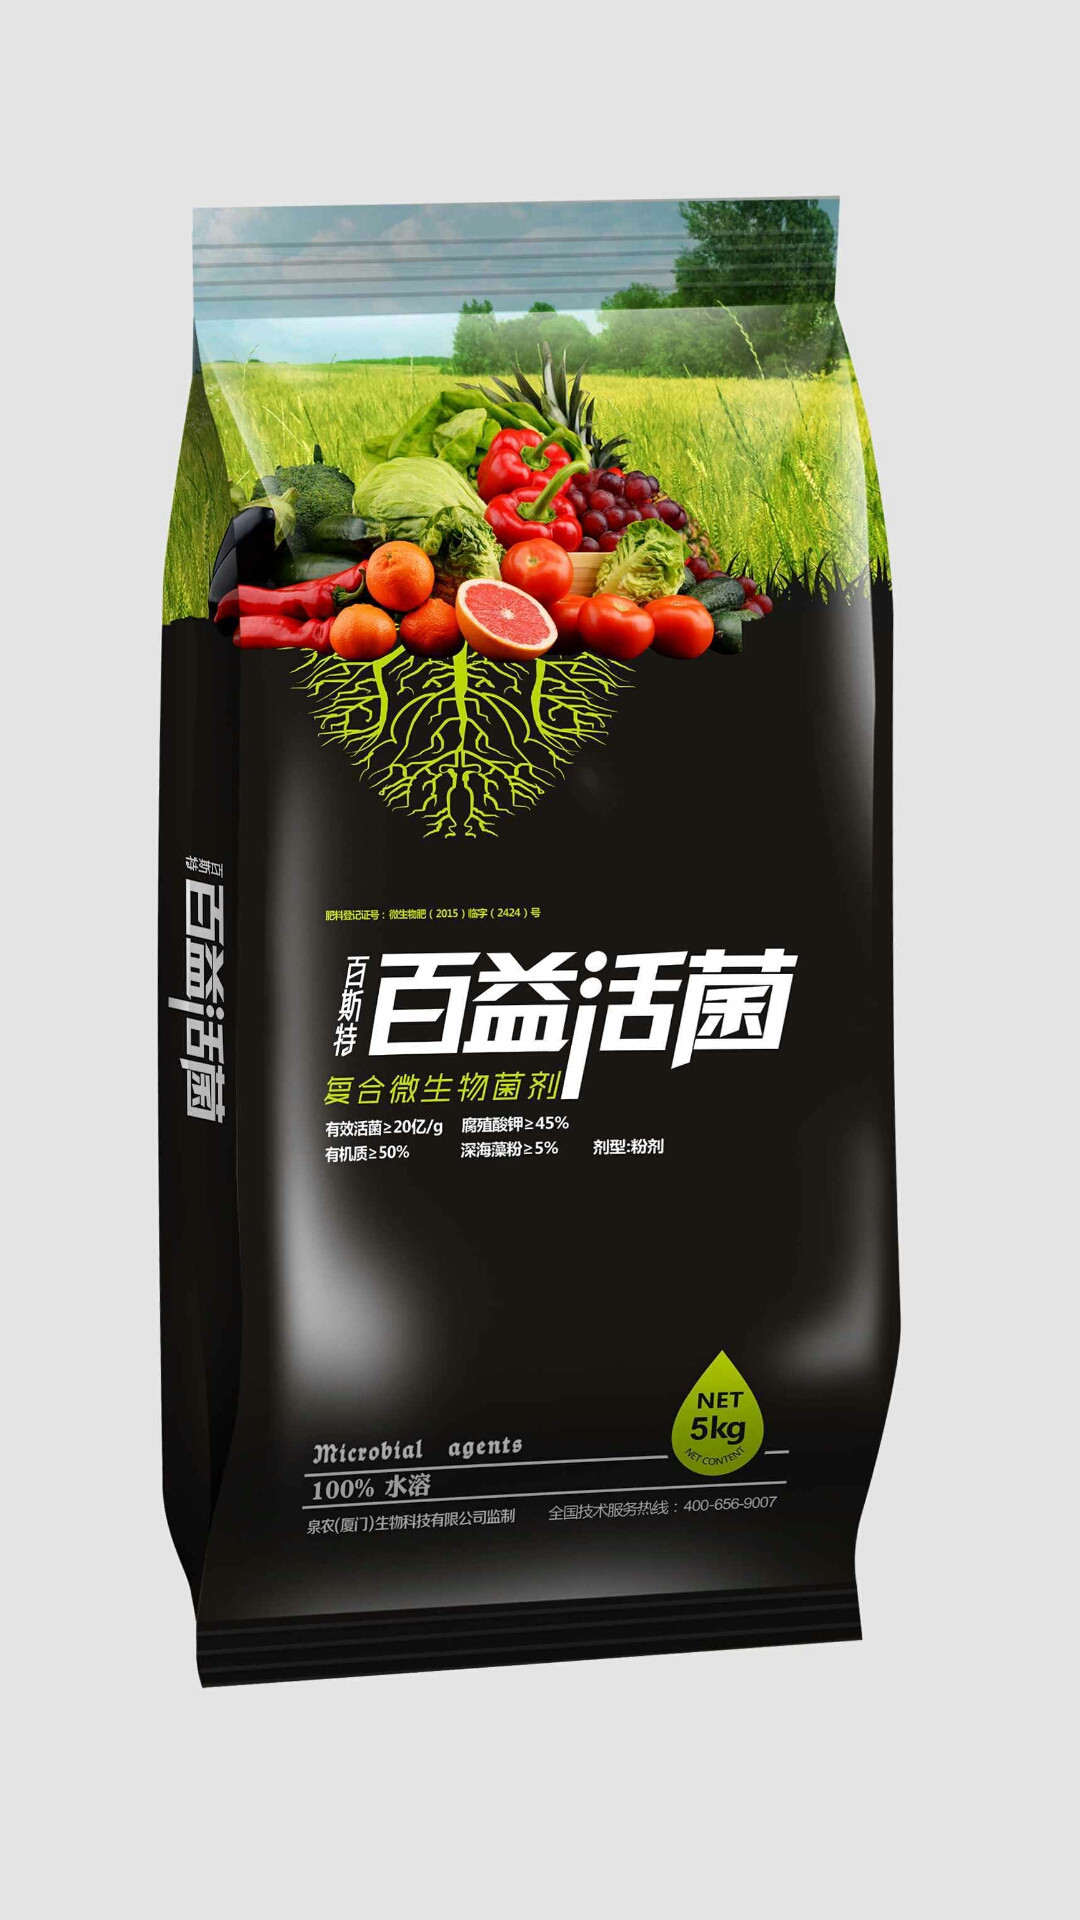 肥料登记证号：微生物肥（2015）临字（2424）号
百斯特
百益活菌
复合微生物菌剂
有效活菌≥20亿/g 腐殖酸钾≥45%
有机质≥50% 深海藻粉≥5% 剂型:粉剂
百斯特
百益活菌
NET
5kg
NET CONTENT
Microbial agents
100% 水溶
泉农(厦门)生物科技有限公司监制 全国技术服务热线：400-656-9007